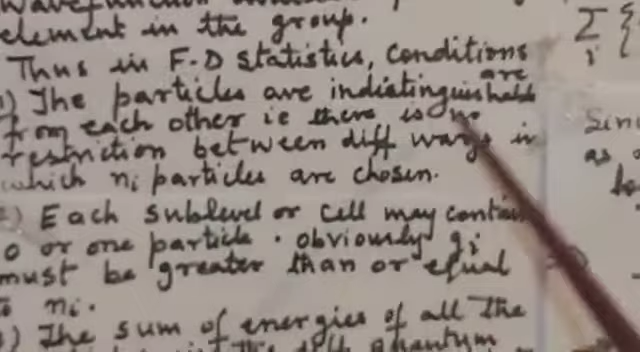 element in the group.
Thus in F-D statistics, conditions are
1) The particles are indistinguishable
from each other ie there is no
restriction between diff ways in
which ni particles are chosen.
2) Each sublevel or cell may contain
0 or one particle. obviously gi
must be greater than or equal
to ni.
3) The sum of energies of all the
quantum
Σ i {
Sinc
as